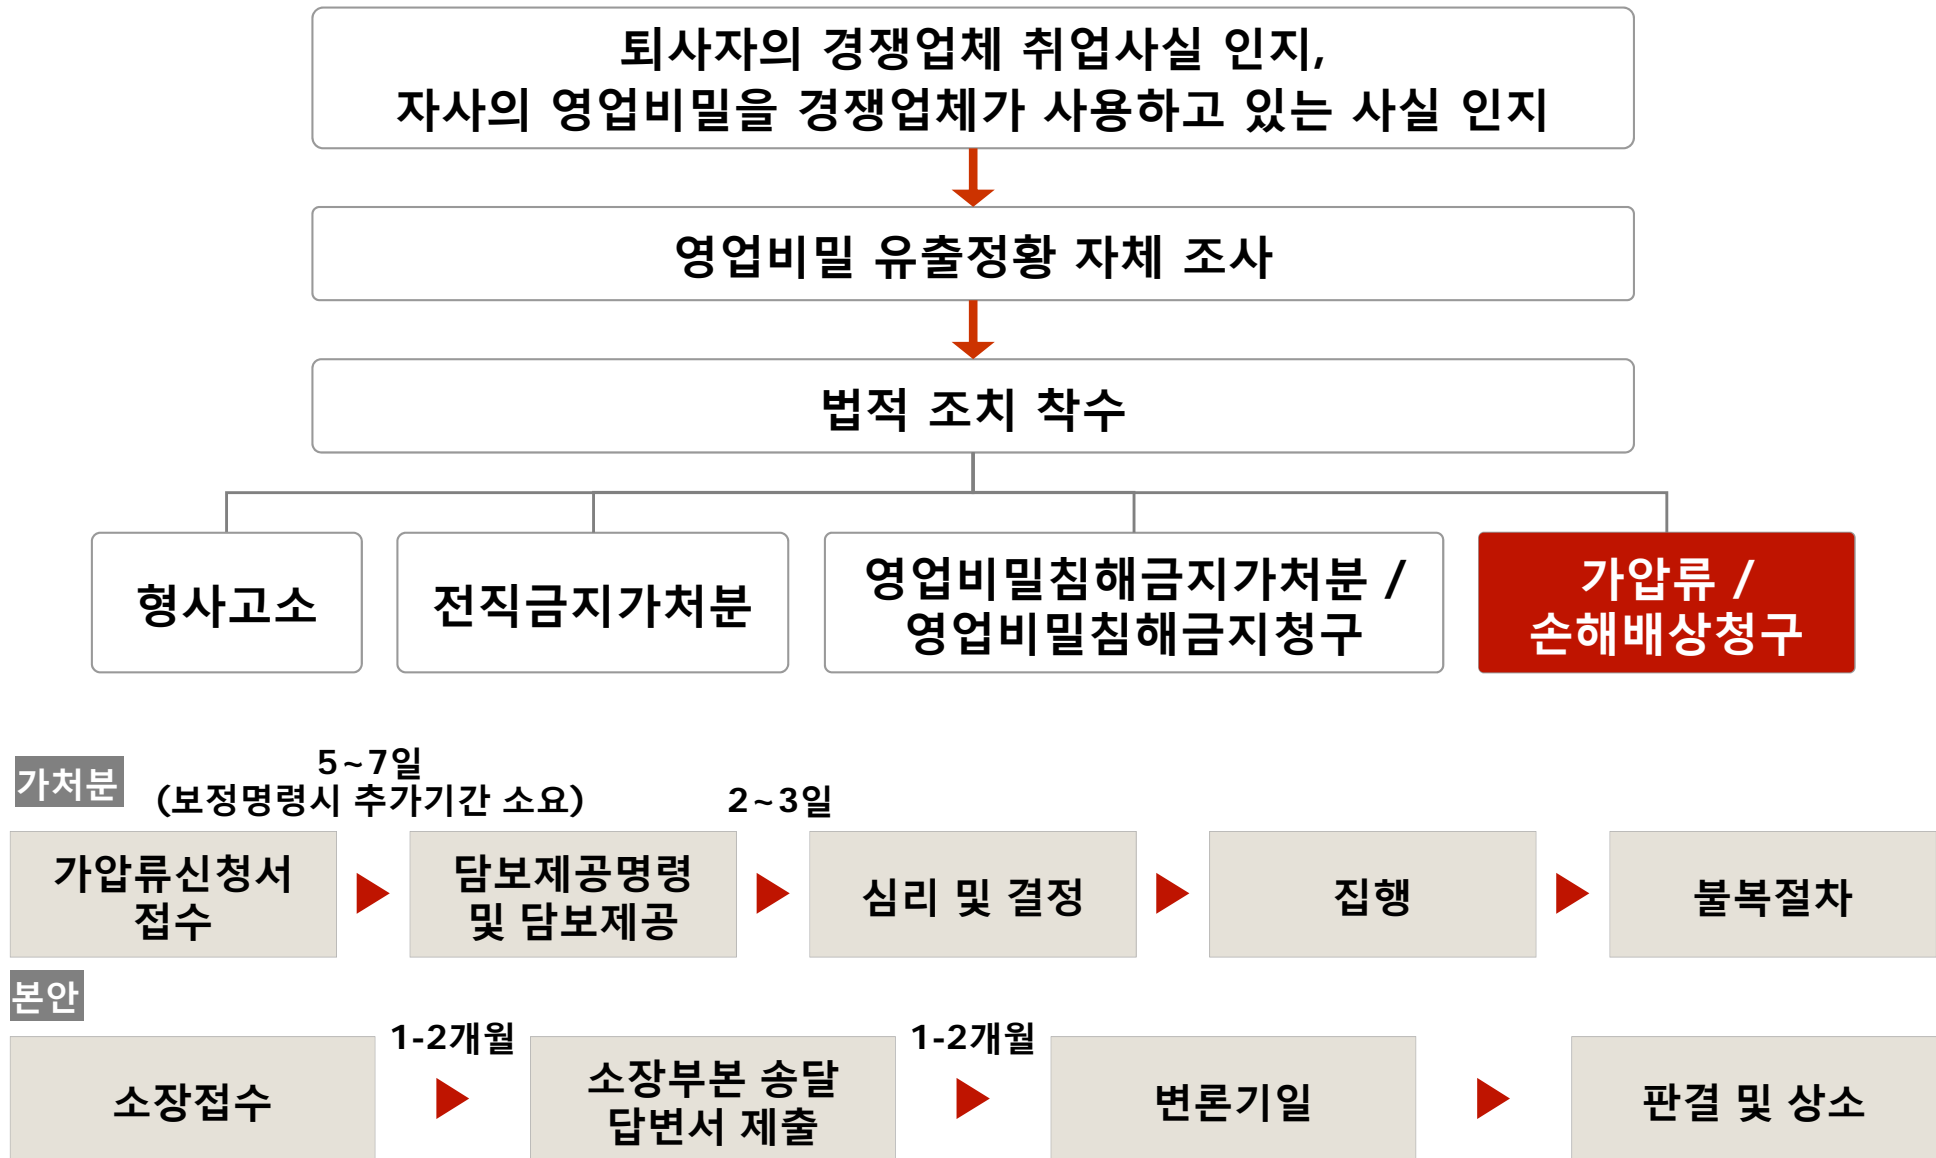 퇴사자의 경쟁업체 취업사실 인지,
자사의 영업비밀을 경쟁업체가 사용하고 있는 사실 인지
영업비밀 유출정황 자체 조사
법적 조치 착수
형사고소
전직금지가처분
영업비밀침해금지가처분 /
영업비밀침해금지청구
가압류 /
손해배상청구
가처분
5~7일
(보정명령시 추가기간 소요)
2~3일
가압류신청서
접수
담보제공명령
및 담보제공
심리 및 결정
집행
불복절차
본안
1-2개월
1-2개월
소장접수
소장부본 송달
답변서 제출
변론기일
판결 및 상소